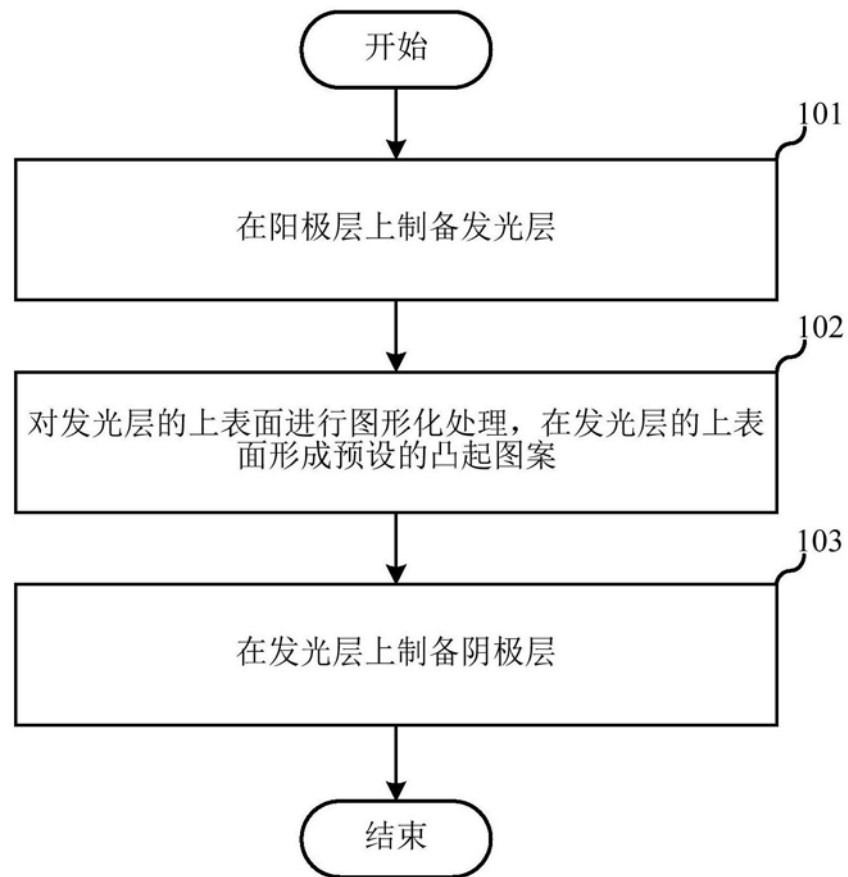 开始
101
在阳极层上制备发光层
102
对发光层的上表面进行图形化处理，在发光层的上表
面形成预设的凸起图案
103
在发光层上制备阴极层
结束